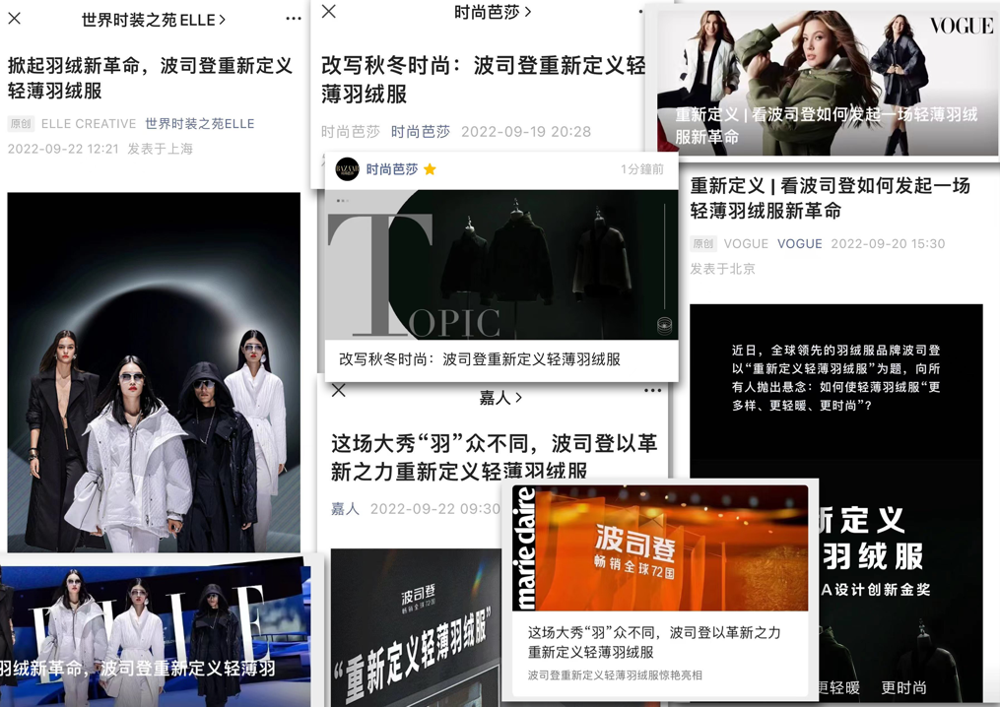 世界时装之苑ELLE
掀起羽绒新革命，波司登重新定义
轻薄羽绒服
原创 ELLE CREATIVE 世界时装之苑ELLE
2022-09-22 12:21 发表于上海
ELLE
羽绒新革命，波司登重新定义轻薄羽
时尚芭莎
改写秋冬时尚：波司登重新定义轻
薄羽绒服
时尚芭莎 时尚芭莎 2022-09-19 20:28
BAZAAR
时尚芭莎
1分鐘前
TOPIC
改写秋冬时尚：波司登重新定义轻薄羽绒服
嘉人
这场大秀“羽”众不同，波司登以革
新之力重新定义轻薄羽绒服
嘉人 2022-09-22 09:30
波司登
畅销全球72国
“重新定义轻薄羽绒服”
marie claire
波司登
畅销全球72国
这场大秀“羽”众不同，波司登以革新之力
重新定义轻薄羽绒服
波司登重新定义轻薄羽绒服惊艳亮相
VOGUE
重新定义 | 看波司登如何发起一场轻薄羽绒
服新革命
重新定义 | 看波司登如何发起一场
轻薄羽绒服新革命
原创 VOGUE VOGUE 2022-09-20 15:30
发表于北京
近日，全球领先的羽绒服品牌波司登
以“重新定义轻薄羽绒服”为题，向所
有人抛出悬念：如何使轻薄羽绒服“更
多样、更轻暖、更时尚”？
新定义
羽绒服
A设计创新金奖
更轻暖 更时尚